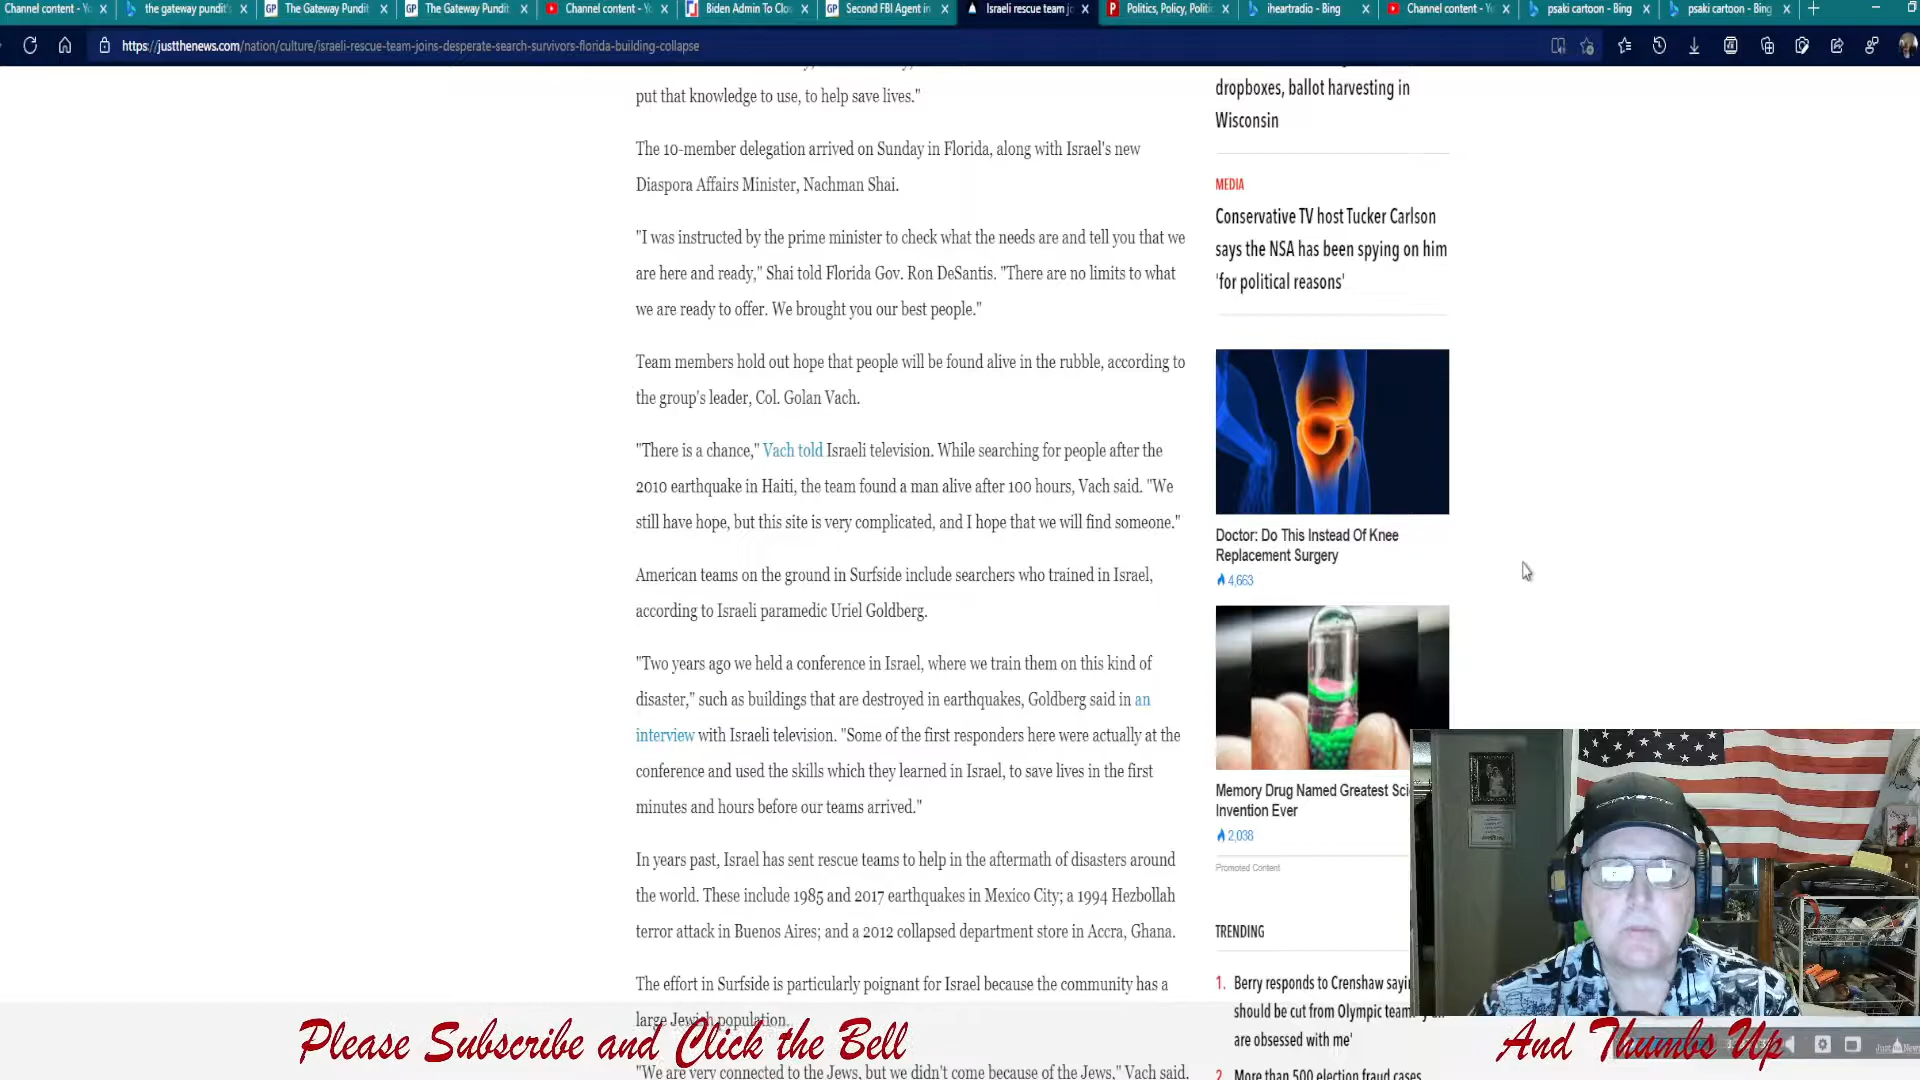 Channel content - Yo
the gateway pundit's
The Gateway Pundit
The Gateway Pundit
Channel content - Yo
Biden Admin To Clos
Second FBI Agent in
Israeli rescue team jo
Politics, Policy, Politi
iheartradio - Bing
Channel content - Yo
psaki cartoon - Bing
psaki cartoon - Bing
https://justthenews.com/nation/culture/israeli-rescue-team-joins-desperate-search-survivors-florida-building-collapse
put that knowledge to use, to help save lives."
The 10-member delegation arrived on Sunday in Florida, along with Israel's new
Diaspora Affairs Minister, Nachman Shai.
"I was instructed by the prime minister to check what the needs are and tell you that we
are here and ready," Shai told Florida Gov. Ron DeSantis. "There are no limits to what
we are ready to offer. We brought you our best people."
Team members hold out hope that people will be found alive in the rubble, according to
the group's leader, Col. Golan Vach.
"There is a chance," Vach told Israeli television. While searching for people after the
2010 earthquake in Haiti, the team found a man alive after 100 hours, Vach said. "We
still have hope, but this site is very complicated, and I hope that we will find someone."
American teams on the ground in Surfside include searchers who trained in Israel,
according to Israeli paramedic Uriel Goldberg.
"Two years ago we held a conference in Israel, where we train them on this kind of
disaster," such as buildings that are destroyed in earthquakes, Goldberg said in an
interview with Israeli television. "Some of the first responders here were actually at the
conference and used the skills which they learned in Israel, to save lives in the first
minutes and hours before our teams arrived."
In years past, Israel has sent rescue teams to help in the aftermath of disasters around
the world. These include 1985 and 2017 earthquakes in Mexico City; a 1994 Hezbollah
terror attack in Buenos Aires; and a 2012 collapsed department store in Accra, Ghana.
The effort in Surfside is particularly poignant for Israel because the community has a
large Jewish population.
"We are very connected to the Jews, but we didn't come because of the Jews," Vach said.
dropboxes, ballot harvesting in
Wisconsin
MEDIA
Conservative TV host Tucker Carlson
says the NSA has been spying on him
'for political reasons'
Doctor: Do This Instead Of Knee
Replacement Surgery
4,663
Memory Drug Named Greatest Sci
Invention Ever
2,038
Promoted Content
TRENDING
1. Berry responds to Crenshaw sayi
should be cut from Olympic team
are obsessed with me'
2. More than 500 election fraud cases
Please Subscribe and Click the Bell
And Thumbs Up